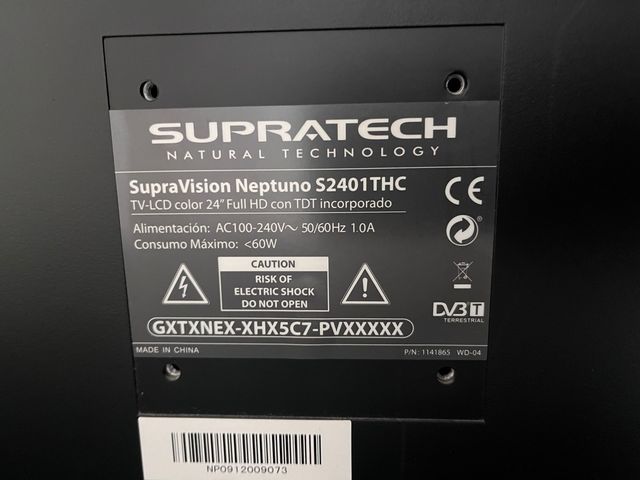 SUPRATECH
NATURAL TECHNOLOGY
SupraVision Neptuno S2401THC
TV-LCD color 24" Full HD con TDT incorporado
Alimentación: AC100-240V~ 50/60Hz 1.0A
Consumo Máximo: <60W
CE
CAUTION
RISK OF
ELECTRIC SHOCK
DO NOT OPEN
DVB T
TERRESTRIAL
GXTXNEX-XHX5C7-PVXXXXX
MADE IN CHINA
P/N: 1141865 WD-04
NP0912009073